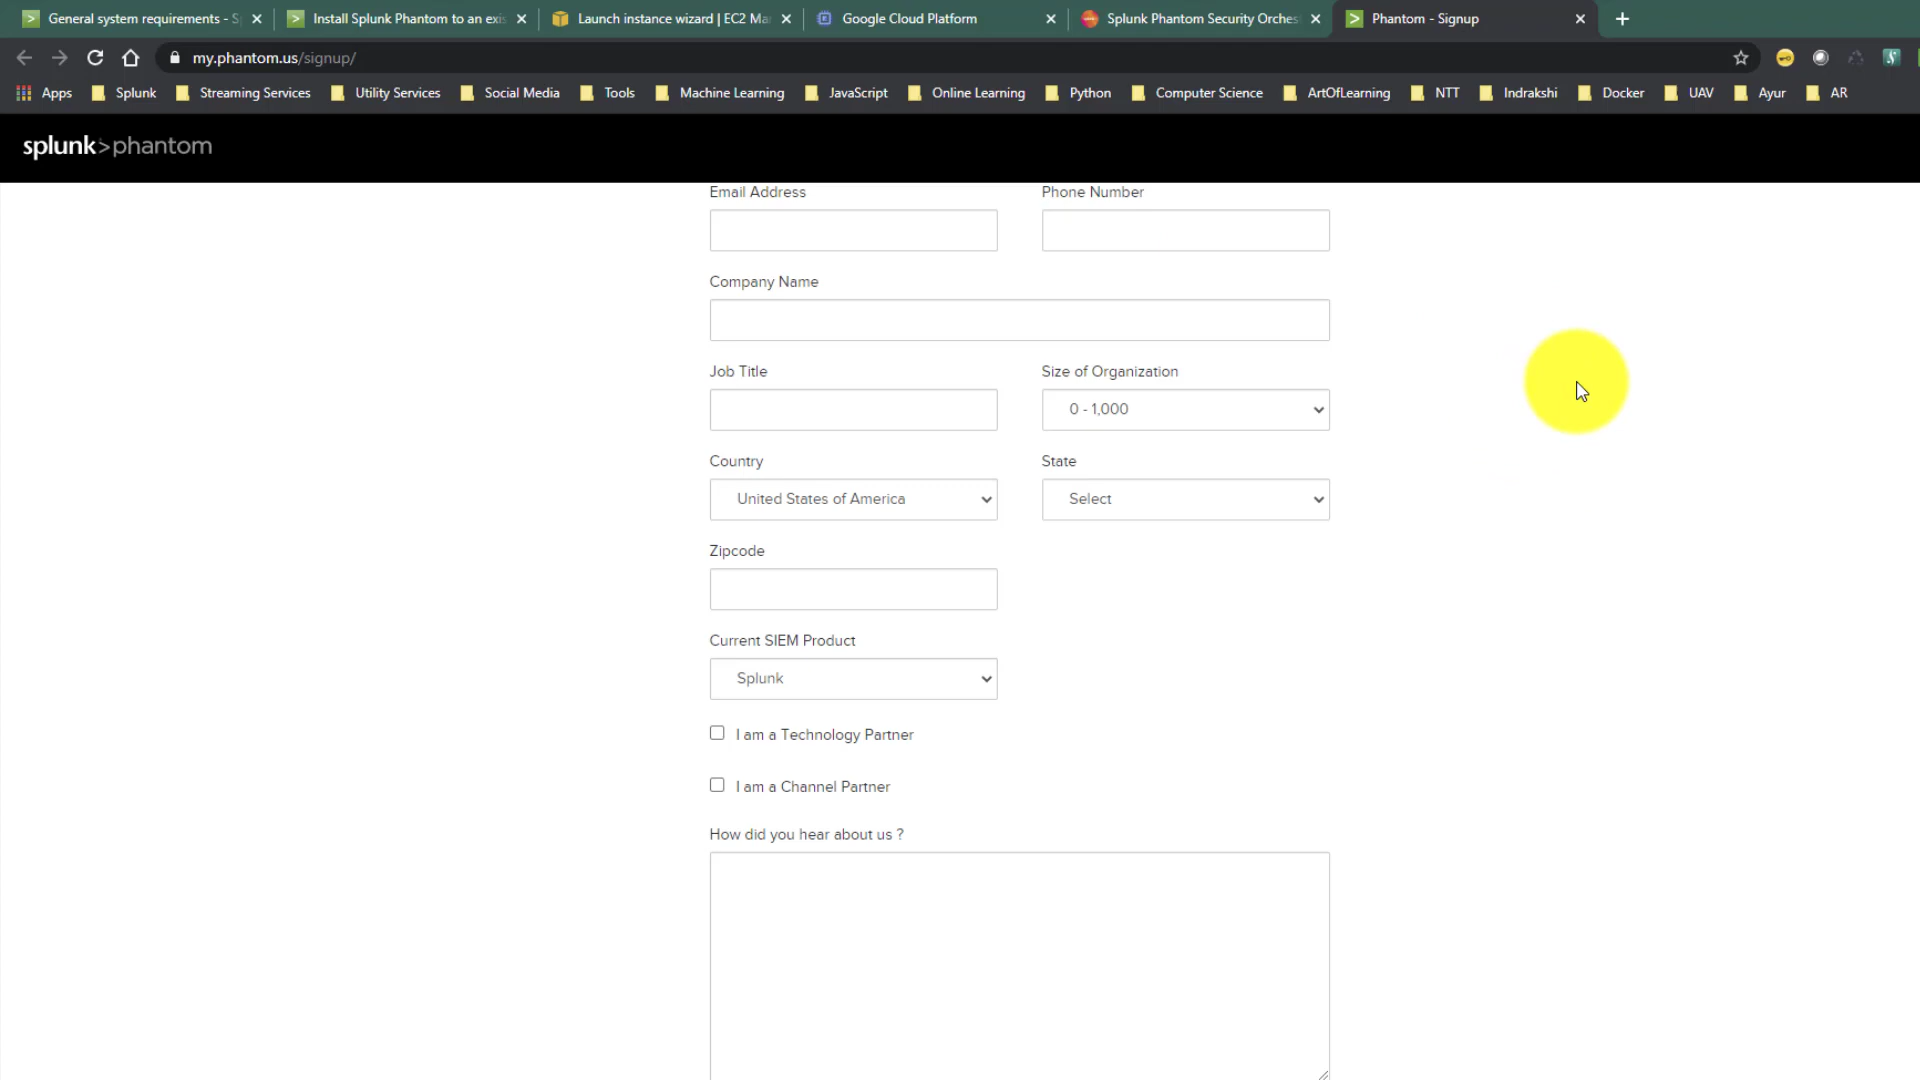 General system requirements - S
Install Splunk Phantom to an exis
Launch instance wizard | EC2 Ma
Google Cloud Platform
Splunk Phantom Security Orches
Phantom - Signup
my.phantom.us/signup/
Apps
Splunk
Streaming Services
Utility Services
Social Media
Tools
Machine Learning
JavaScript
Online Learning
Python
Computer Science
ArtOfLearning
NTT
Indrakshi
Docker
UAV
Ayur
AR
splunk>phantom
Email Address
Phone Number
Company Name
Job Title
Size of Organization
0 - 1,000
Country
State
United States of America
Select
Zipcode
Current SIEM Product
Splunk
I am a Technology Partner
I am a Channel Partner
How did you hear about us ?